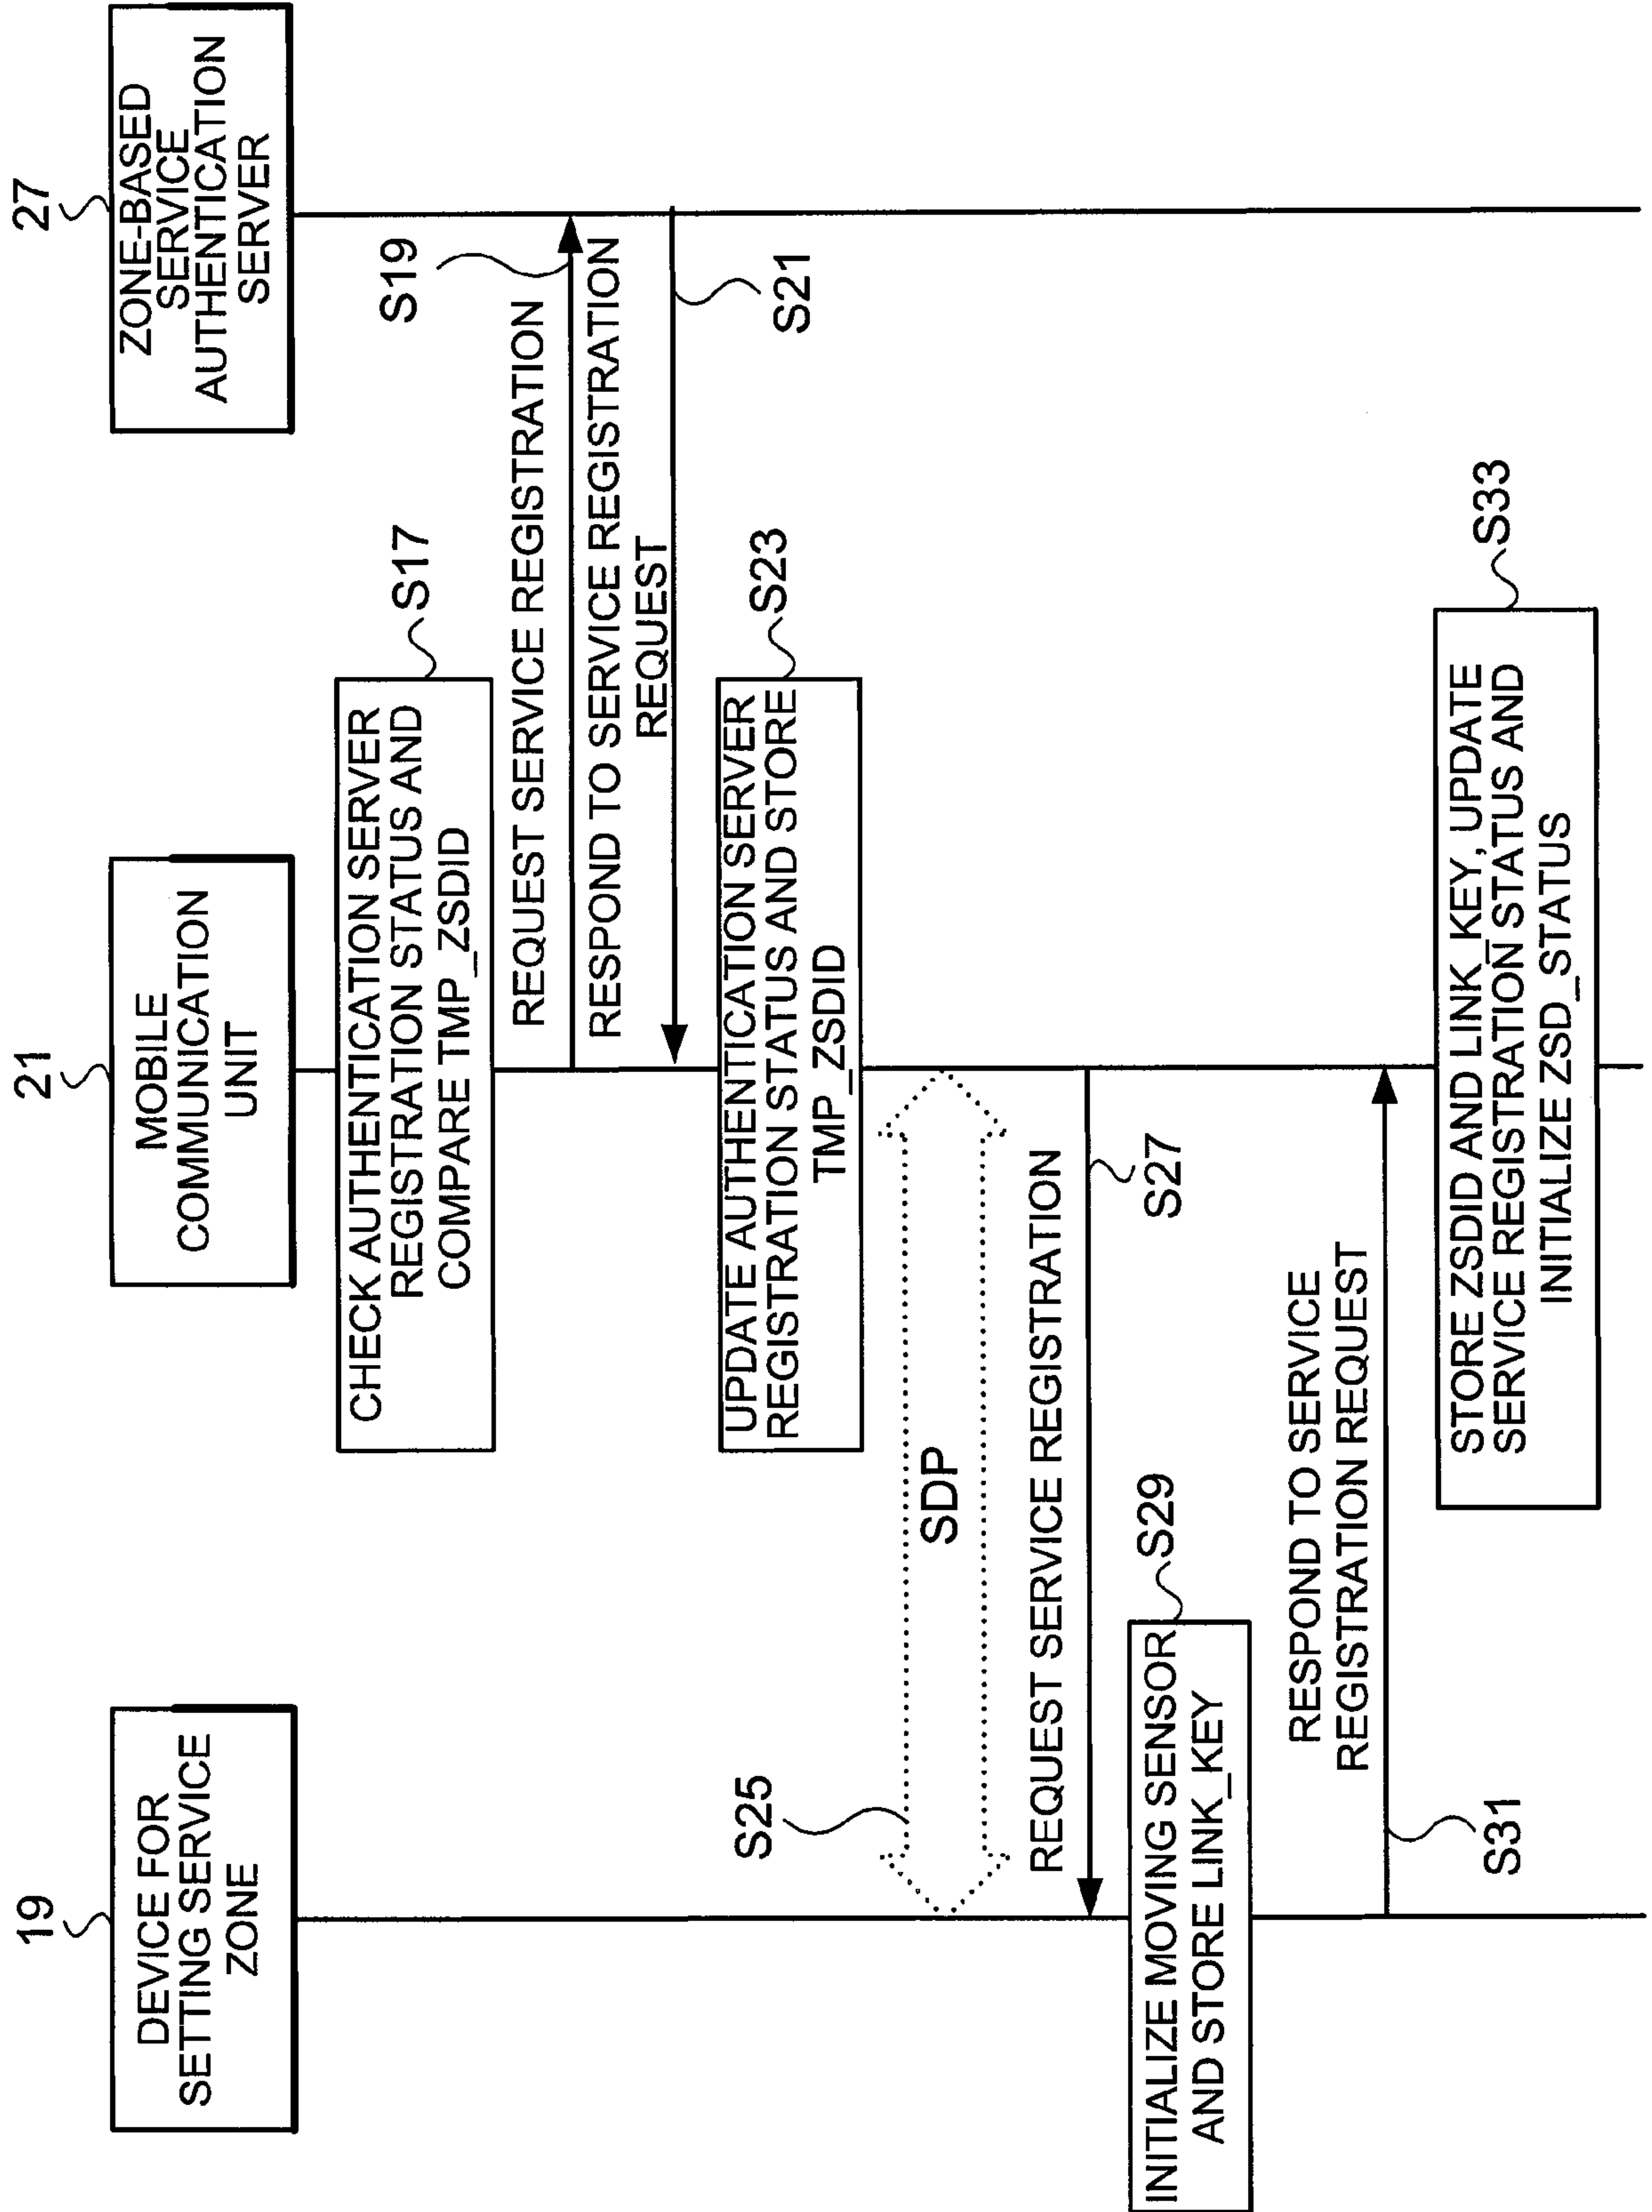 19
DEVICE FOR
SETTING SERVICE
ZONE
21
MOBILE
COMMUNICATION
UNIT
27
ZONE-BASED
SERVICE
AUTHENTICATION
SERVER
CHECK AUTHENTICATION SERVER
REGISTRATION STATUS AND
COMPARE TMP_ZSDID
S17
REQUEST SERVICE REGISTRATION
S19
RESPOND TO SERVICE REGISTRATION
REQUEST
S21
UPDATE AUTHENTICATION SERVER
REGISTRATION STATUS AND STORE
TMP_ZSDID
S23
S25
SDP
REQUEST SERVICE REGISTRATION
S27
INITIALIZE MOVING SENSOR
AND STORE LINK_KEY
S29
RESPOND TO SERVICE
REGISTRATION REQUEST
S31
STORE ZSDID AND LINK_KEY, UPDATE
SERVICE REGISTRATION STATUS AND
INITIALIZE ZSD_STATUS
S33